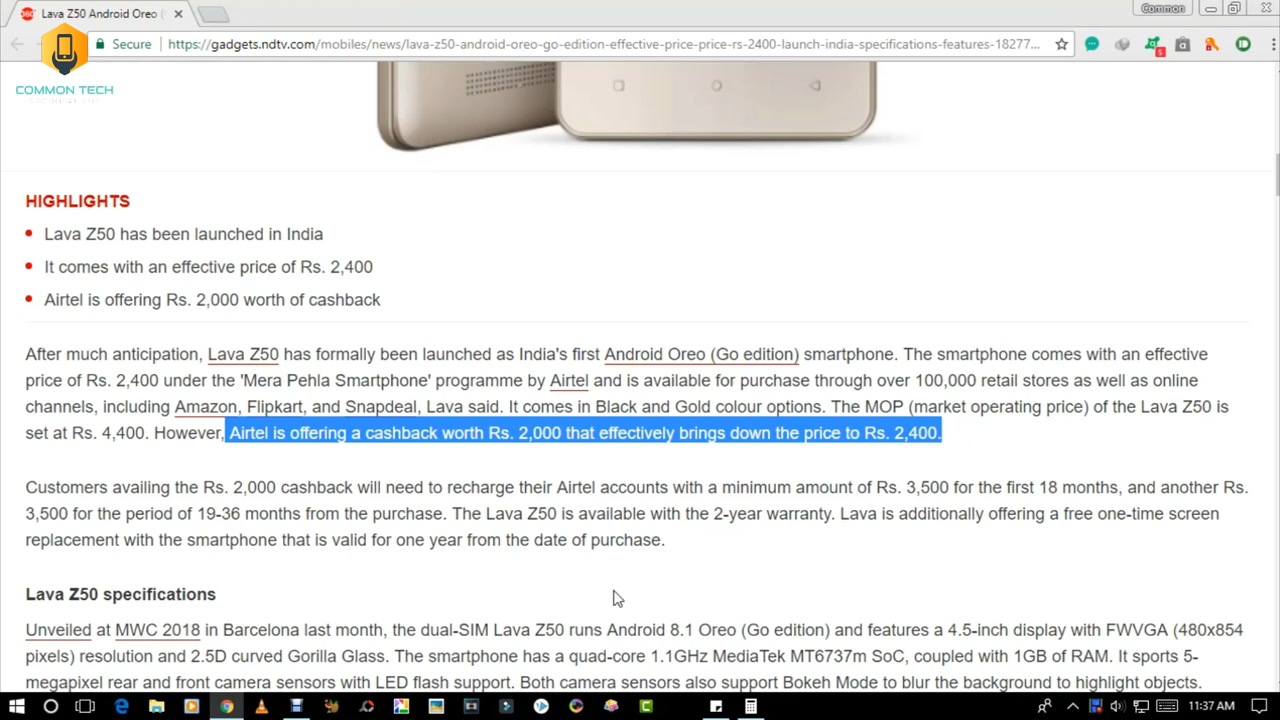 Lava Z50 Android Oreo (
Common
Secure
https://gadgets.ndtv.com/mobiles/news/lava-z50-android-oreo-go-edition-effective-price-price-rs-2400-launch-india-specifications-features-18277...
5
COMMON TECH
HIGHLIGHTS
Lava Z50 has been launched in India
It comes with an effective price of Rs. 2,400
Airtel is offering Rs. 2,000 worth of cashback
After much anticipation, Lava Z50 has formally been launched as India's first Android Oreo (Go edition) smartphone. The smartphone comes with an effective
price of Rs. 2,400 under the 'Mera Pehla Smartphone' programme by Airtel and is available for purchase through over 100,000 retail stores as well as online
channels, including Amazon, Flipkart, and Snapdeal, Lava said. It comes in Black and Gold colour options. The MOP (market operating price) of the Lava Z50 is
set at Rs. 4,400. However, Airtel is offering a cashback worth Rs. 2,000 that effectively brings down the price to Rs. 2,400.
Customers availing the Rs. 2,000 cashback will need to recharge their Airtel accounts with a minimum amount of Rs. 3,500 for the first 18 months, and another Rs.
3,500 for the period of 19-36 months from the purchase. The Lava Z50 is available with the 2-year warranty. Lava is additionally offering a free one-time screen
replacement with the smartphone that is valid for one year from the date of purchase.
Lava Z50 specifications
Unveiled at MWC 2018 in Barcelona last month, the dual-SIM Lava Z50 runs Android 8.1 Oreo (Go edition) and features a 4.5-inch display with FWVGA (480x854
pixels) resolution and 2.5D curved Gorilla Glass. The smartphone has a quad-core 1.1GHz MediaTek MT6737m SoC, coupled with 1GB of RAM. It sports 5-
megapixel rear and front camera sensors with LED flash support. Both camera sensors also support Bokeh Mode to blur the background to highlight objects.
11:37 AM